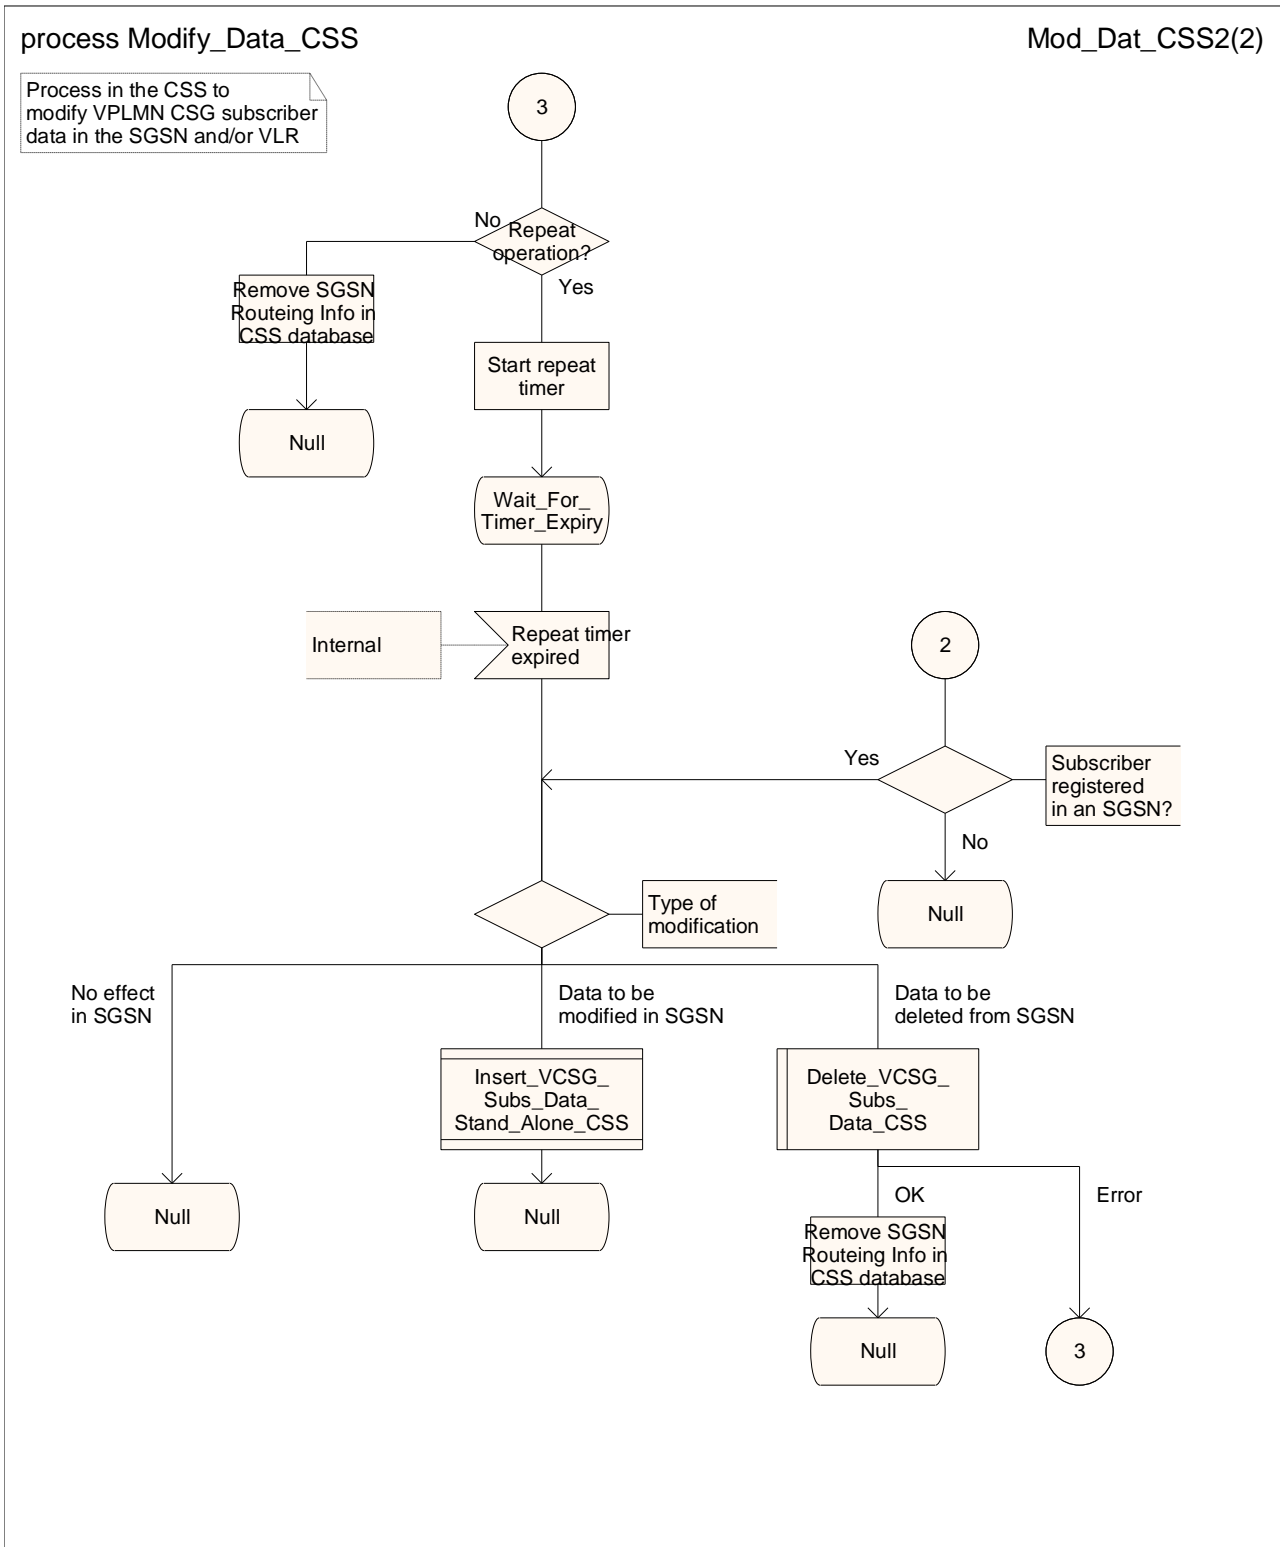 process Modify_Data_CSS
Mod_Dat_CSS2(2)
Process in the CSS to
modify VPLMN CSG subscriber
data in the SGSN and/or VLR
3
No
Repeat
operation?
Yes
Remove SGSN
Routeing Info in
CSS database
Start repeat
timer
Null
Wait_For_
Timer_Expiry
Internal
Repeat timer
expired
2
Yes
Subscriber
registered
in an SGSN?
No
Type of
modification
Null
No effect
in SGSN
Data to be
modified in SGSN
Data to be
deleted from SGSN
Insert_VCSG_
Subs_Data_
Stand_Alone_CSS
Delete_VCSG_
Subs_
Data_CSS
OK
Error
Null
Null
Remove SGSN
Routeing Info in
CSS database
Null
3